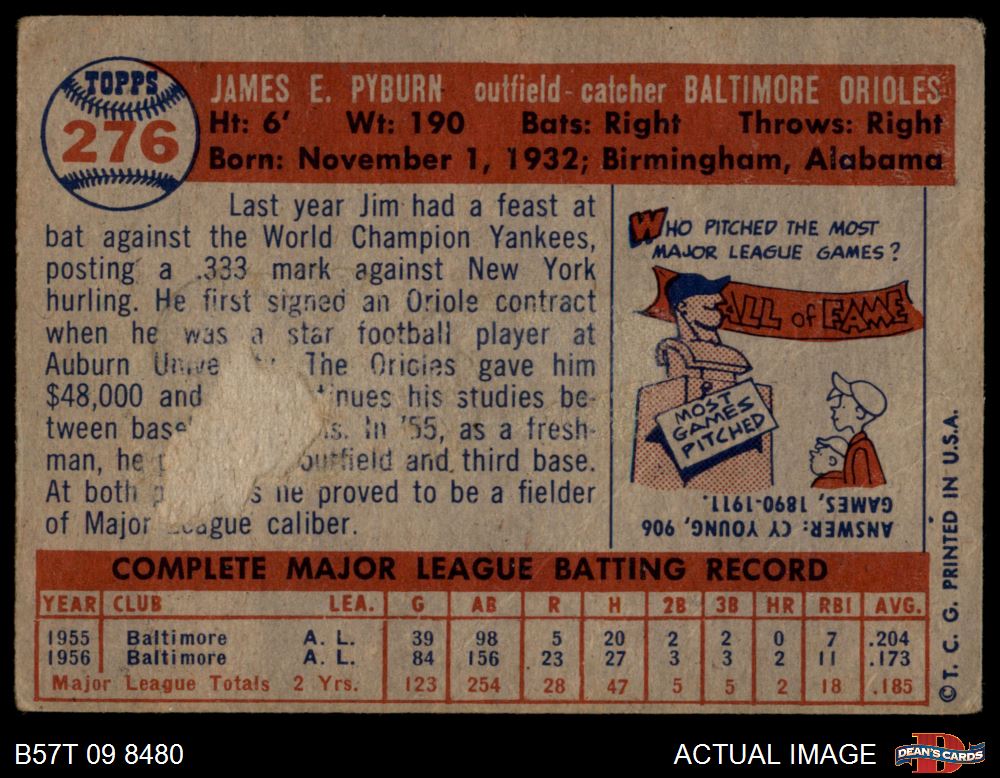 TOPPS
276
JAMES E. PYBURN outfield - catcher BALTIMORE ORIOLES
Ht: 6' Wt: 190 Bats: Right Throws: Right
Born: November 1, 1932; Birmingham, Alabama
Last year Jim had a feast at
bat against the World Champion Yankees,
posting a .333 mark against New York
hurling. He first signed an Oriole contract
when he was a star football player at
Auburn The Orioles gave him
$48,000 and his studies be-
tween In '55, as a fresh-
man, he outfield and third base.
At both he proved to be a fielder
of Major League caliber.
WHO PITCHED THE MOST
MAJOR LEAGUE GAMES?
ALL of FAME
MOST
GAMES
PITCHED
ANSWER: CY YOUNG, 906
GAMES, 1890-1911.
COMPLETE MAJOR LEAGUE BATTING RECORD
YEAR CLUB LEA. G AB R H 2B 3B HR RBI AVG.
1955 Baltimore A. L. 39 98 5 20 2 2 0 7 .204
1956 Baltimore A. L. 84 156 23 27 3 3 2 11 .173
Major League Totals 2 Yrs. 123 254 28 47 5 5 2 18 .185
© T. C. G. PRINTED IN U.S.A.
B57T 09 8480
ACTUAL IMAGE
DEAN'S CARDS